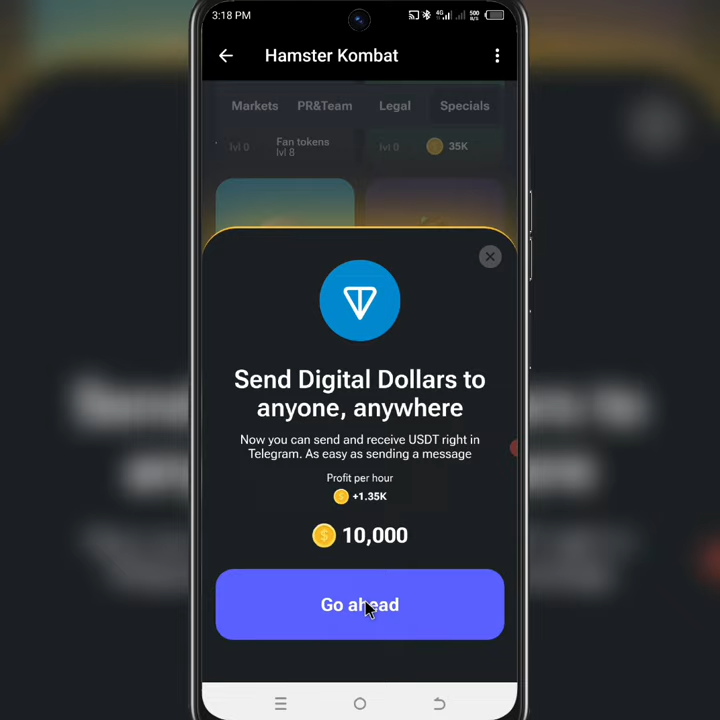 3:18 PM
4G
500
B/S
Hamster Kombat
Markets PR&Team Legal Specials
lvl 0 Fan tokens lvl 0 35K
lvl 8
Send Digital Dollars to
anyone, anywhere
Now you can send and receive USDT right in
Telegram. As easy as sending a message
Profit per hour
+1.35K
10,000
Go ahead